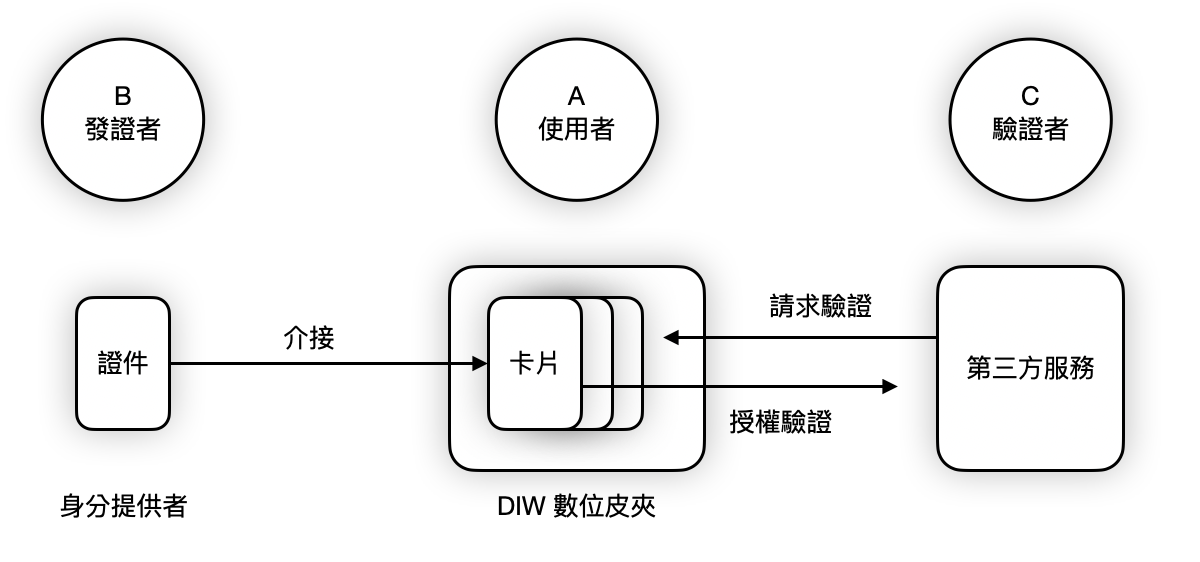 B
發證者
A
使用者
C
驗證者
證件
介接
卡片
請求驗證
授權驗證
第三方服務
身分提供者
DIW 數位皮夾